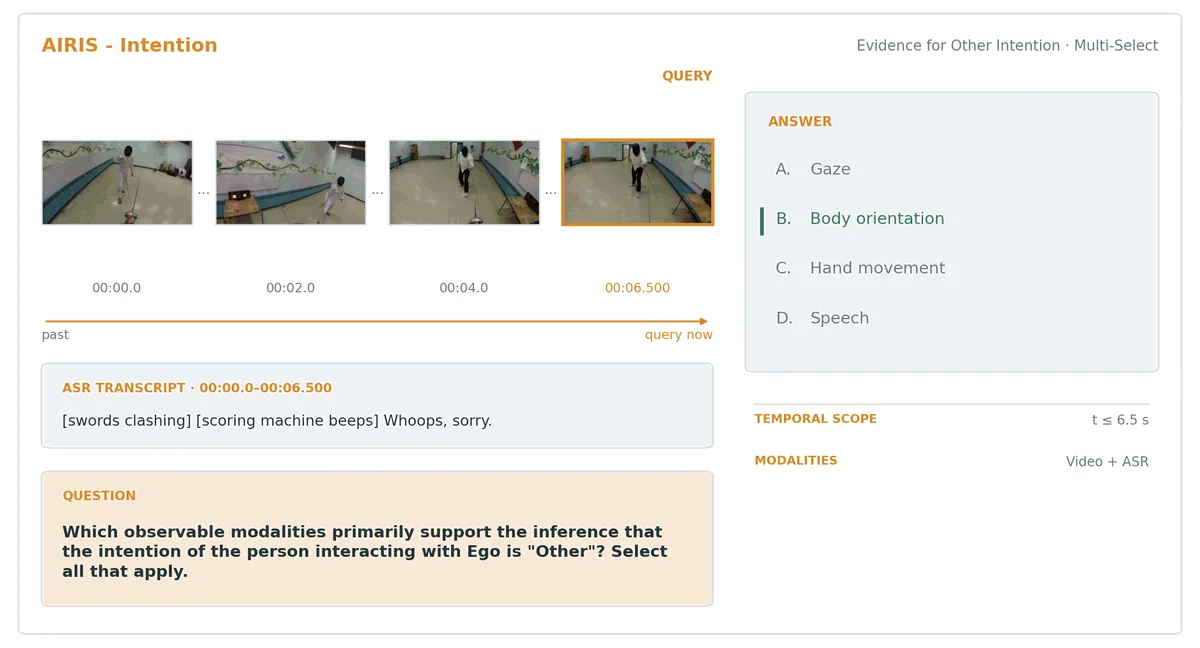 AIRIS - Intention
Evidence for Other Intention · Multi-Select
QUERY
... ... ...
00:00.0 00:02.0 00:04.0 00:06.500
past query now
ASR TRANSCRIPT · 00:00.0–00:06.500
[swords clashing] [scoring machine beeps] Whoops, sorry.
QUESTION
Which observable modalities primarily support the inference that
the intention of the person interacting with Ego is "Other"? Select
all that apply.
ANSWER
A. Gaze
B. Body orientation
C. Hand movement
D. Speech
TEMPORAL SCOPE t ≤ 6.5 s
MODALITIES Video + ASR